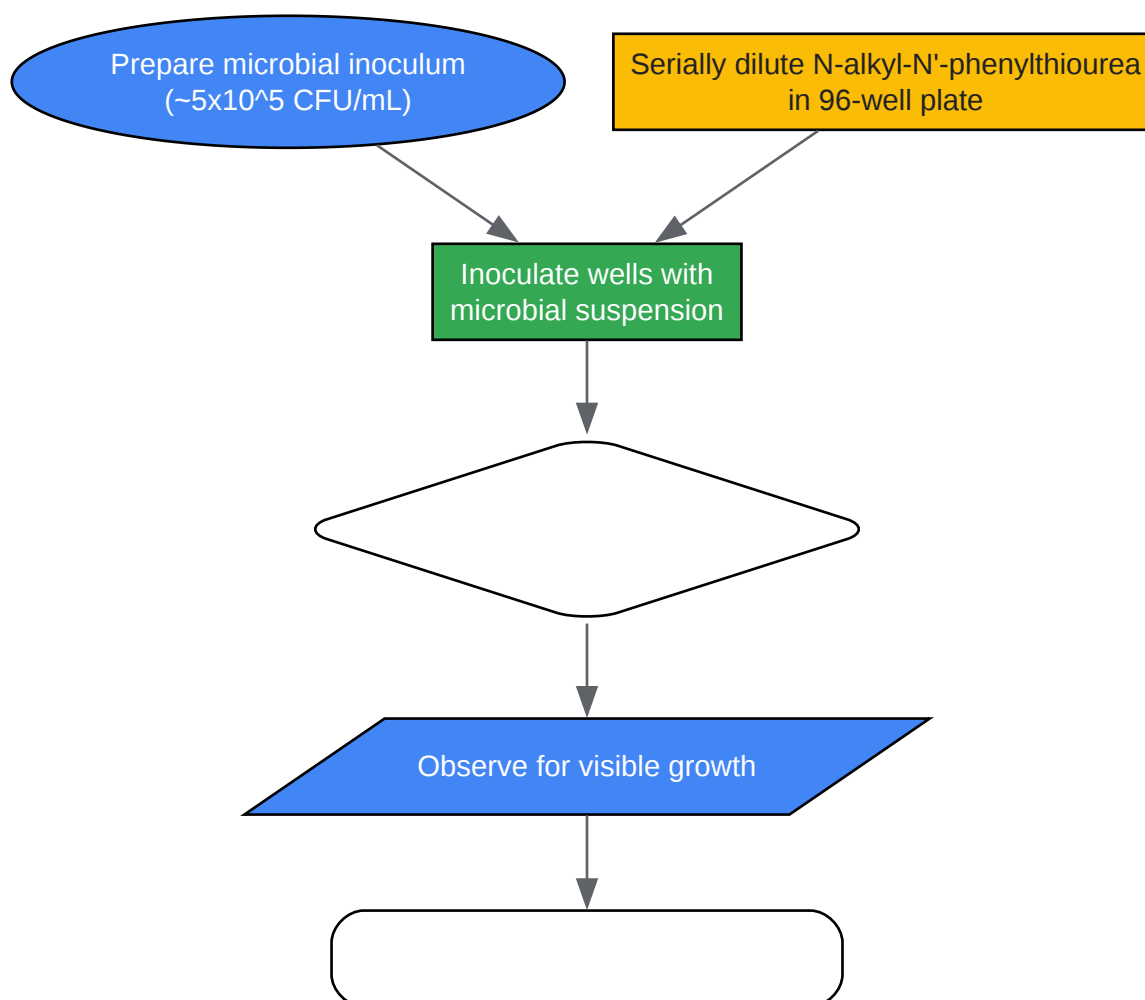 Prepare microbial inoculum
(~5x10^5 CFU/mL)
Serially dilute N-alkyl-N'-phenylthiourea
in 96-well plate
Inoculate wells with
microbial suspension
Observe for visible growth